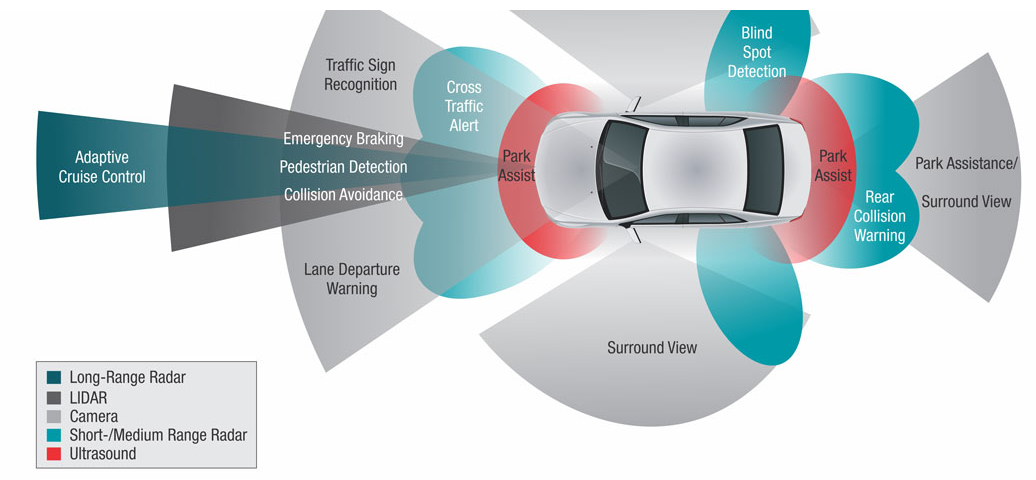 Blind
Spot
Detection
Traffic Sign
Recognition
Cross
Traffic
Alert
Emergency Braking
Pedestrian Detection
Collision Avoidance
Adaptive
Cruise Control
Park
Assist
Park
Assist
Rear
Collision
Warning
Park Assistance/
Surround View
Lane Departure
Warning
Surround View
Long-Range Radar
LIDAR
Camera
Short-/Medium Range Radar
Ultrasound